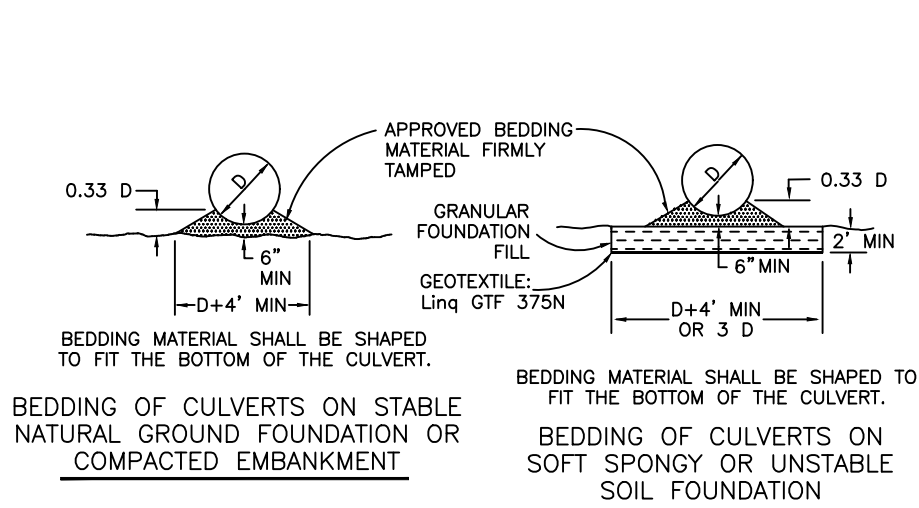 APPROVED BEDDING
MATERIAL FIRMLY
TAMPED
D
0.33 D
6"
MIN
D+4' MIN
BEDDING MATERIAL SHALL BE SHAPED
TO FIT THE BOTTOM OF THE CULVERT.
BEDDING OF CULVERTS ON STABLE
NATURAL GROUND FOUNDATION OR
COMPACTED EMBANKMENT
GRANULAR
FOUNDATION
FILL
GEOTEXTILE:
Linq GTF 375N
D
0.33 D
2' MIN
6" MIN
D+4' MIN
OR 3 D
BEDDING MATERIAL SHALL BE SHAPED TO
FIT THE BOTTOM OF THE CULVERT.
BEDDING OF CULVERTS ON
SOFT SPONGY OR UNSTABLE
SOIL FOUNDATION